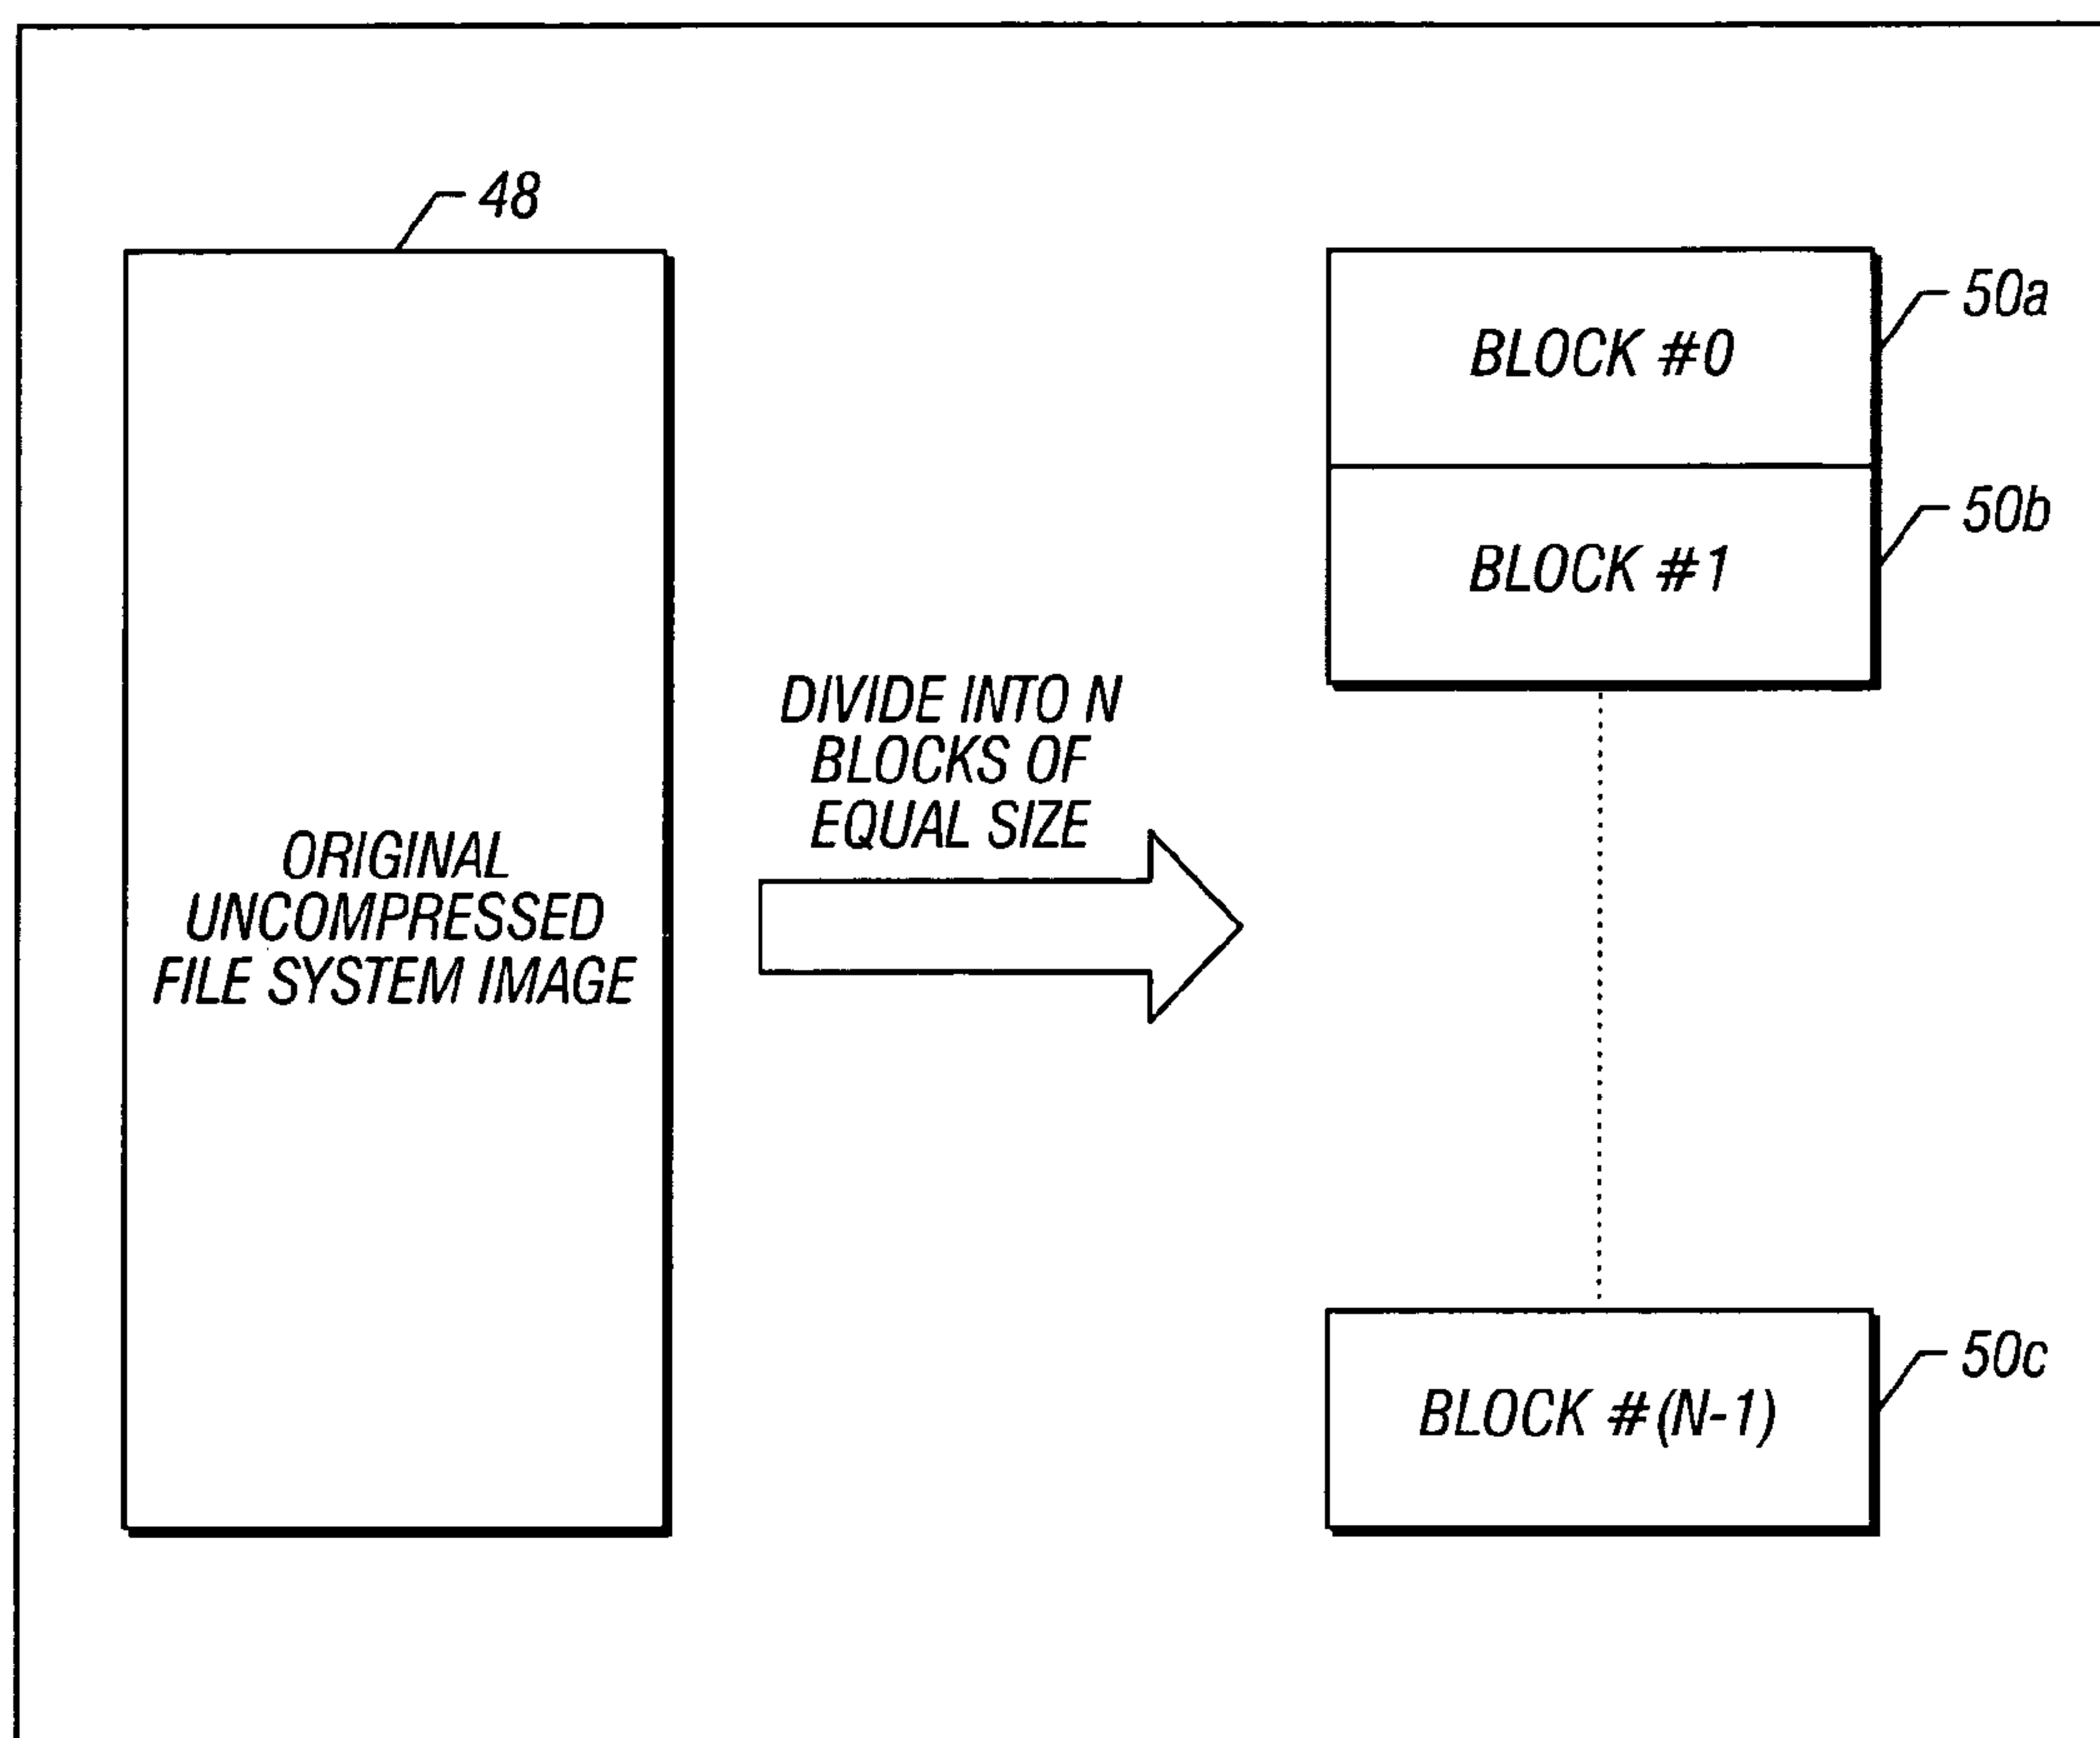 48
ORIGINAL
UNCOMPRESSED
FILE SYSTEM IMAGE
DIVIDE INTO N
BLOCKS OF
EQUAL SIZE
BLOCK #0
50a
BLOCK #1
50b
BLOCK #(N-1)
50c